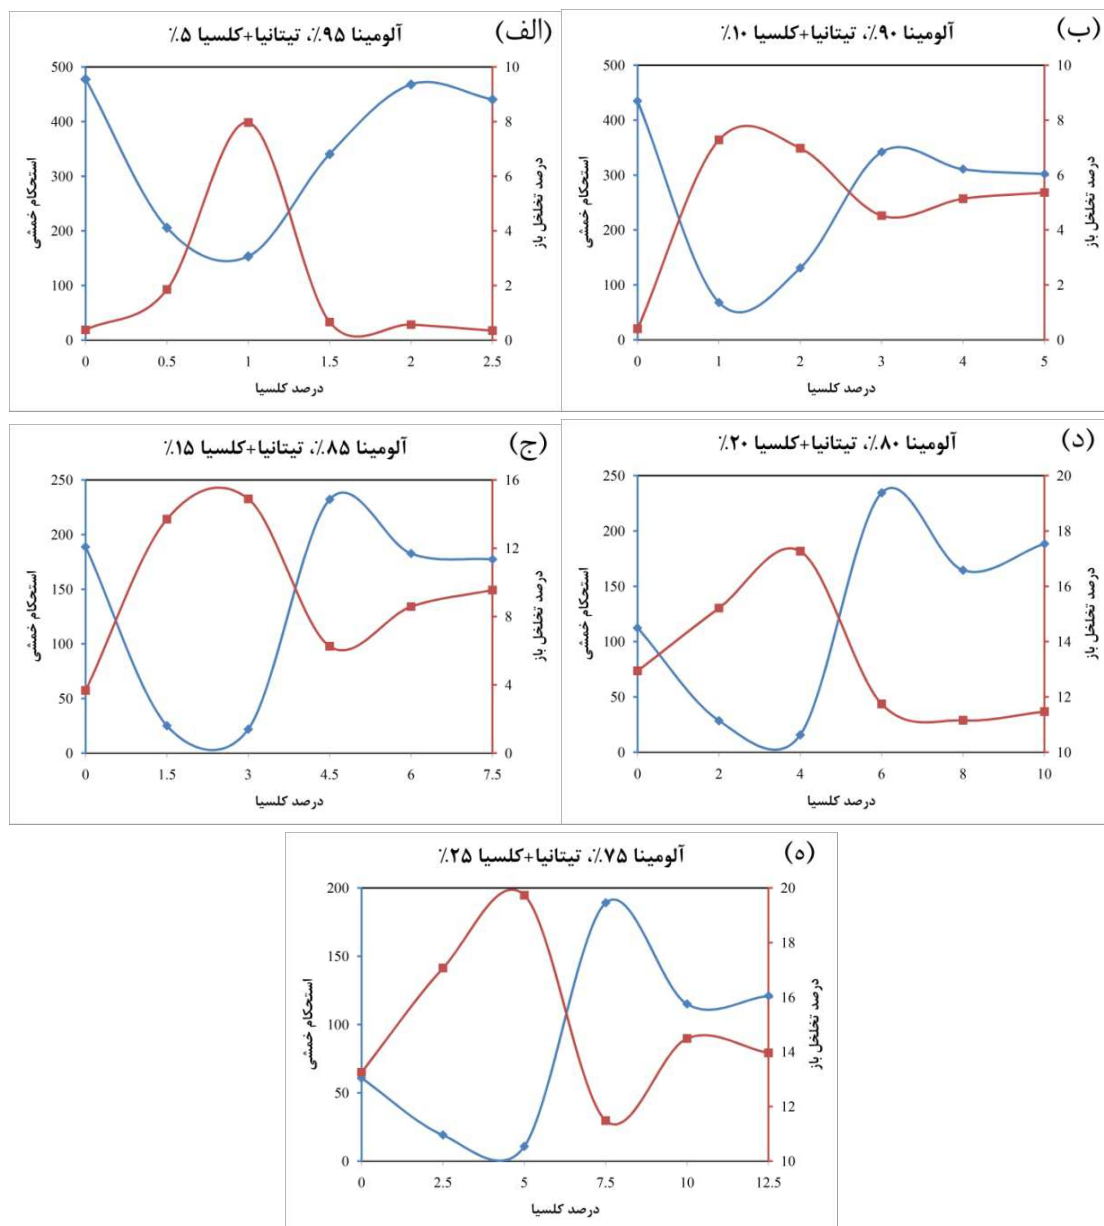 (الف)
آلومینا ۹۵٪، تیتانیا+کلسیا ۵٪
استحکام خمشی
500
400
300
200
100
0
0 0.5 1 1.5 2 2.5
10
8
6
4
2
0
درصد تخلخل باز
درصد کلسیا
(ب)
آلومینا ۹۰٪، تیتانیا+کلسیا ۱۰٪
استحکام خمشی
500
400
300
200
100
0
0 1 2 3 4 5
10
8
6
4
2
0
درصد تخلخل باز
درصد کلسیا
(ج)
آلومینا ۸۵٪، تیتانیا+کلسیا ۱۵٪
استحکام خمشی
250
200
150
100
50
0
0 1.5 3 4.5 6 7.5
16
12
8
4
0
درصد تخلخل باز
درصد کلسیا
(د)
آلومینا ۸۰٪، تیتانیا+کلسیا ۲۰٪
استحکام خمشی
250
200
150
100
50
0
0 2 4 6 8 10
20
18
16
14
12
10
درصد تخلخل باز
درصد کلسیا
(ه)
آلومینا ۷۵٪، تیتانیا+کلسیا ۲۵٪
استحکام خمشی
200
150
100
50
0
0 2.5 5 7.5 10 12.5
20
18
16
14
12
10
درصد تخلخل باز
درصد کلسیا